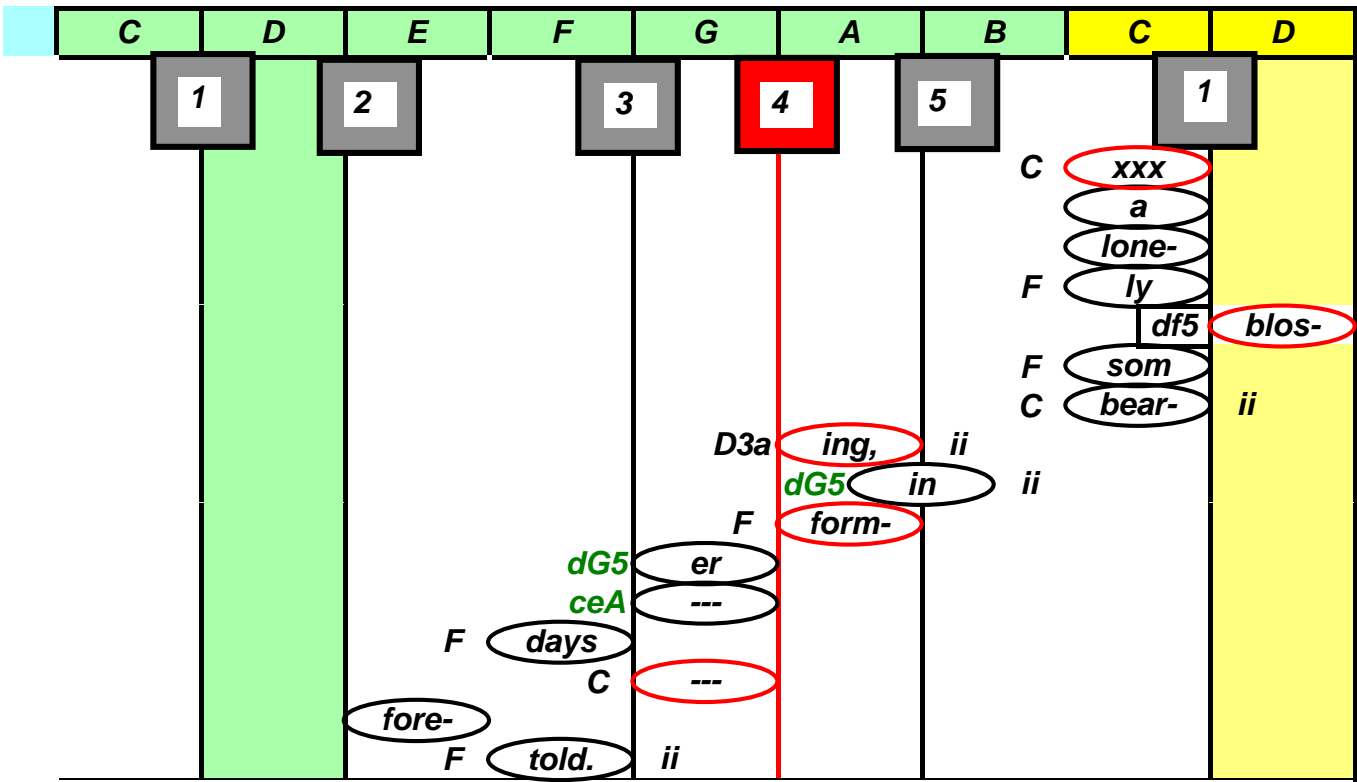 C D E F G A B C D
1 2 3 4 5 1
C xxx
a
lone-
F ly
df5 blos-
F som
C bear- ii
D3a ing, ii
dG5 in ii
F form-
dG5 er
ceA ---
F days
C ---
fore-
F told. ii